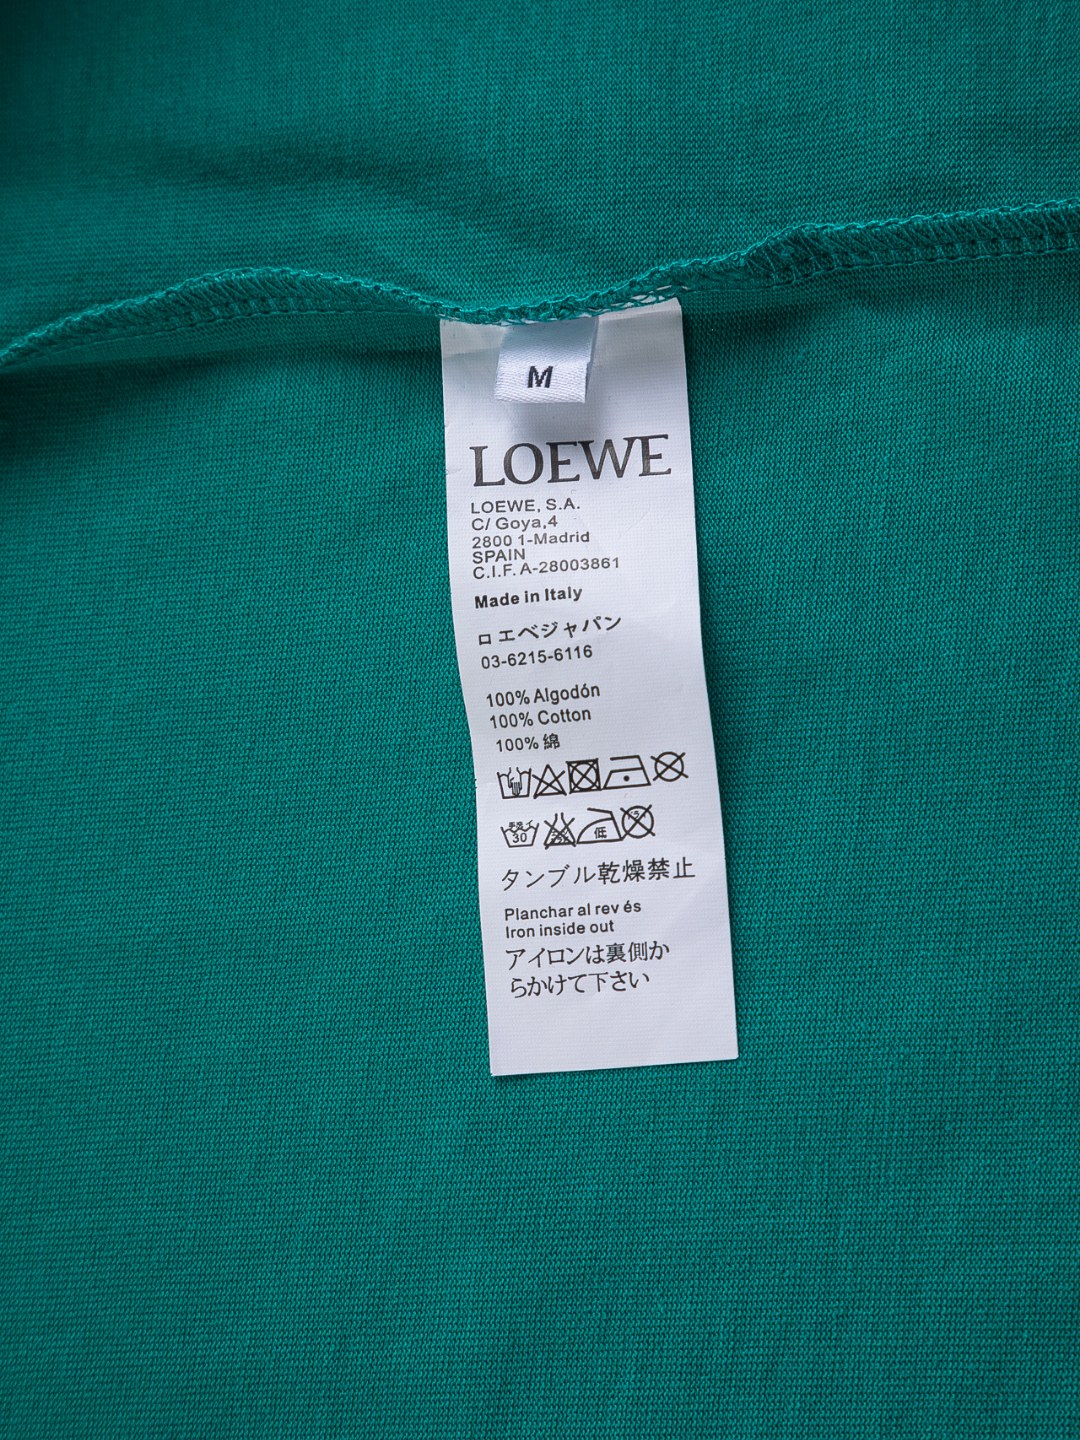 M
LOEWE
LOEWE, S.A.
C/ Goya,4
2800 1-Madrid
SPAIN
C.I.F. A-28003861
Made in Italy
ロエベジャパン
03-6215-6116
100% Algodón
100% Cotton
100% 綿
30 低
タンブル乾燥禁止
Planchar al rev és
Iron inside out
アイロンは裏側か
らかけて下さい